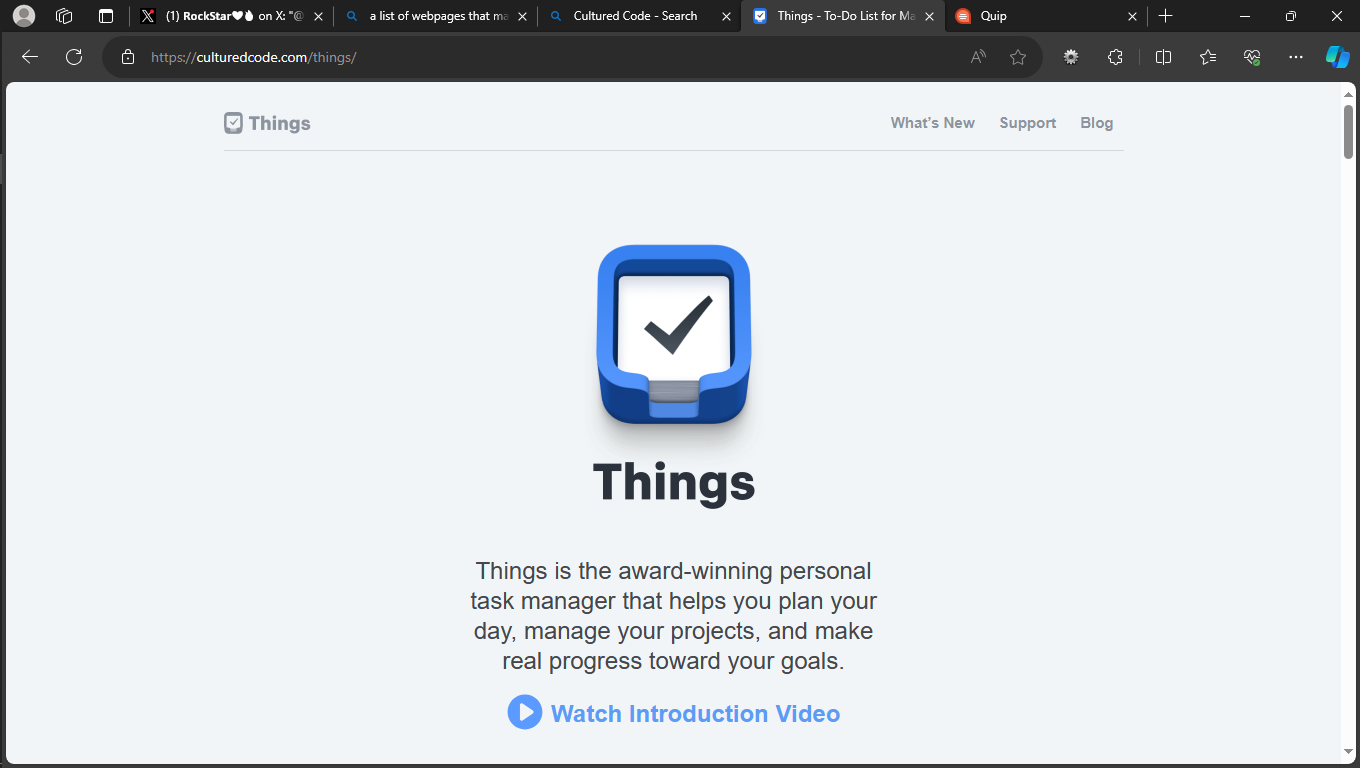 (1) RockStar🖤💧 on X: "@
a list of webpages that ma
Cultured Code - Search
Things - To-Do List for Ma
Quip
https://culturedcode.com/things/
Things
What's New
Support
Blog
Things
Things is the award-winning personal
task manager that helps you plan your
day, manage your projects, and make
real progress toward your goals.
Watch Introduction Video